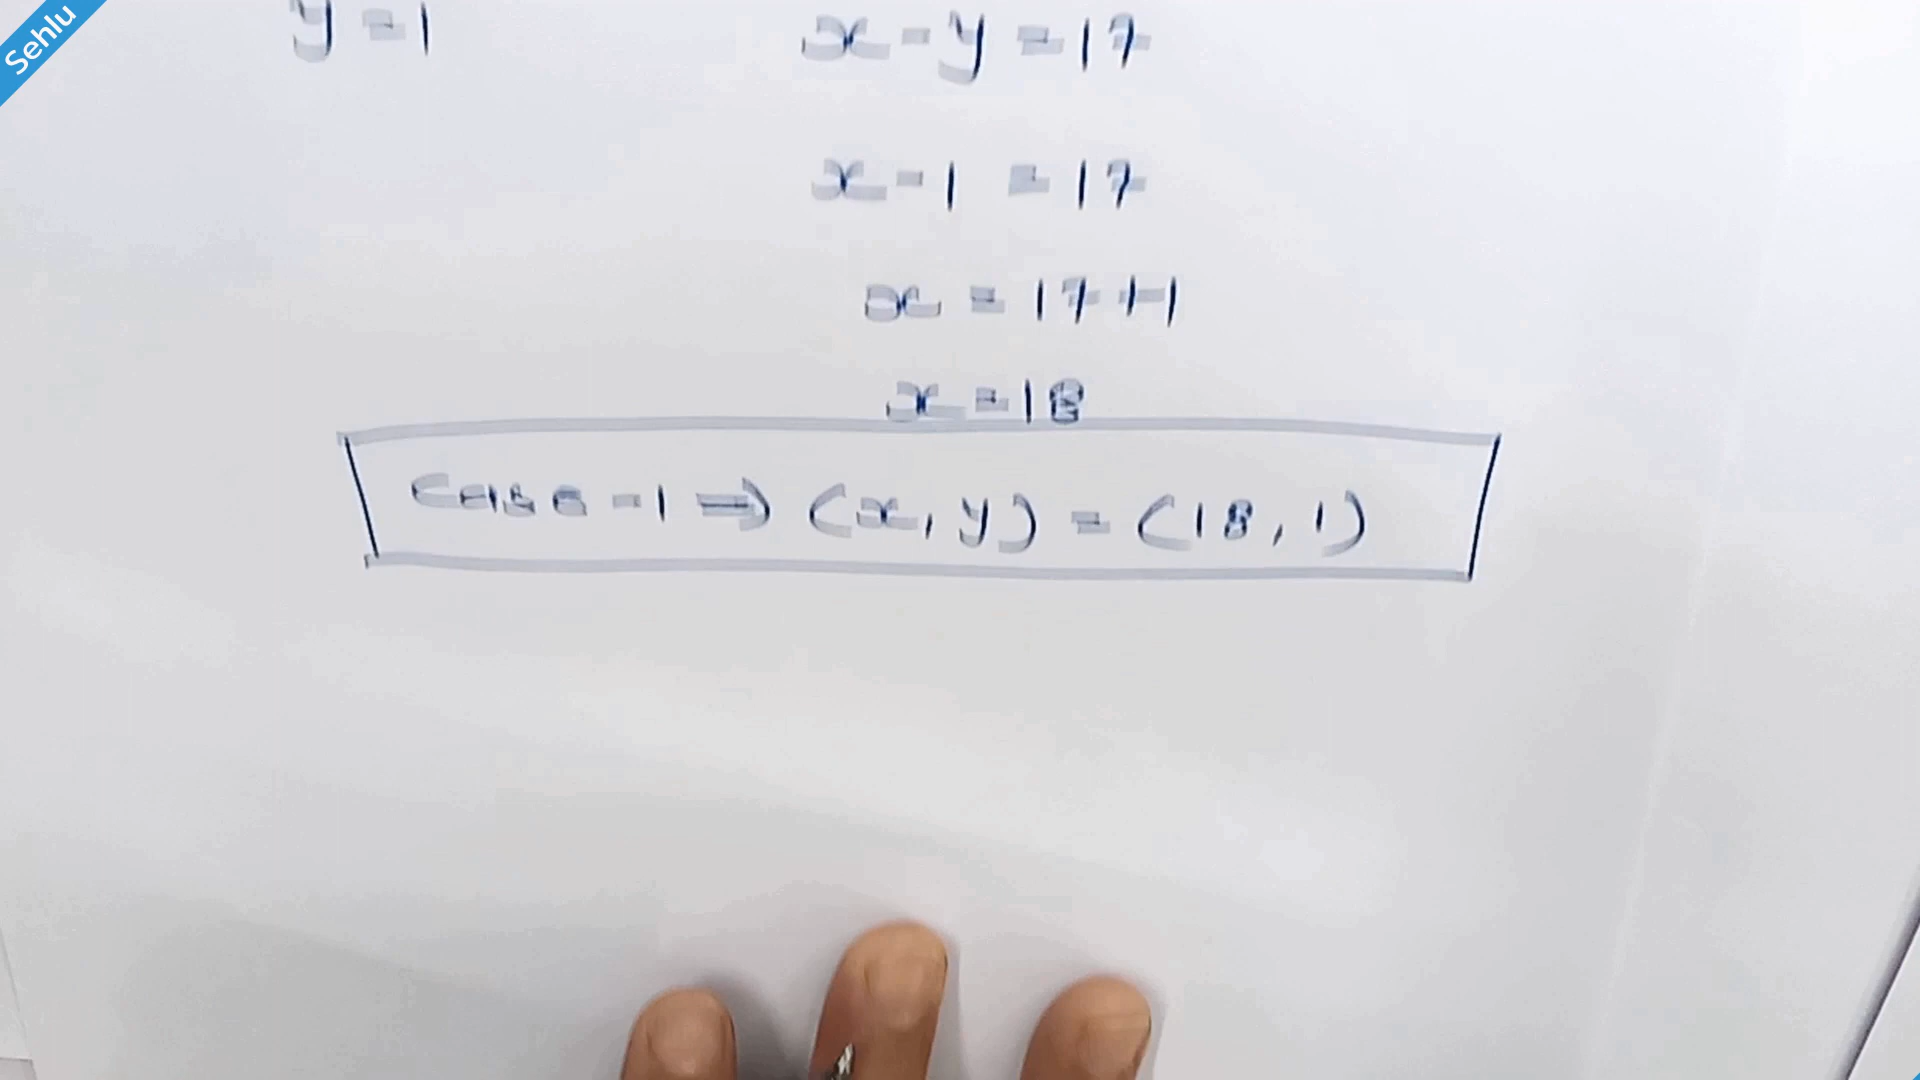 Sehlu
y = 1
x - y = 17
x - 1 = 17
x = 17 + 1
x = 18
Case - 1 ⇒ (x, y) = (18, 1)